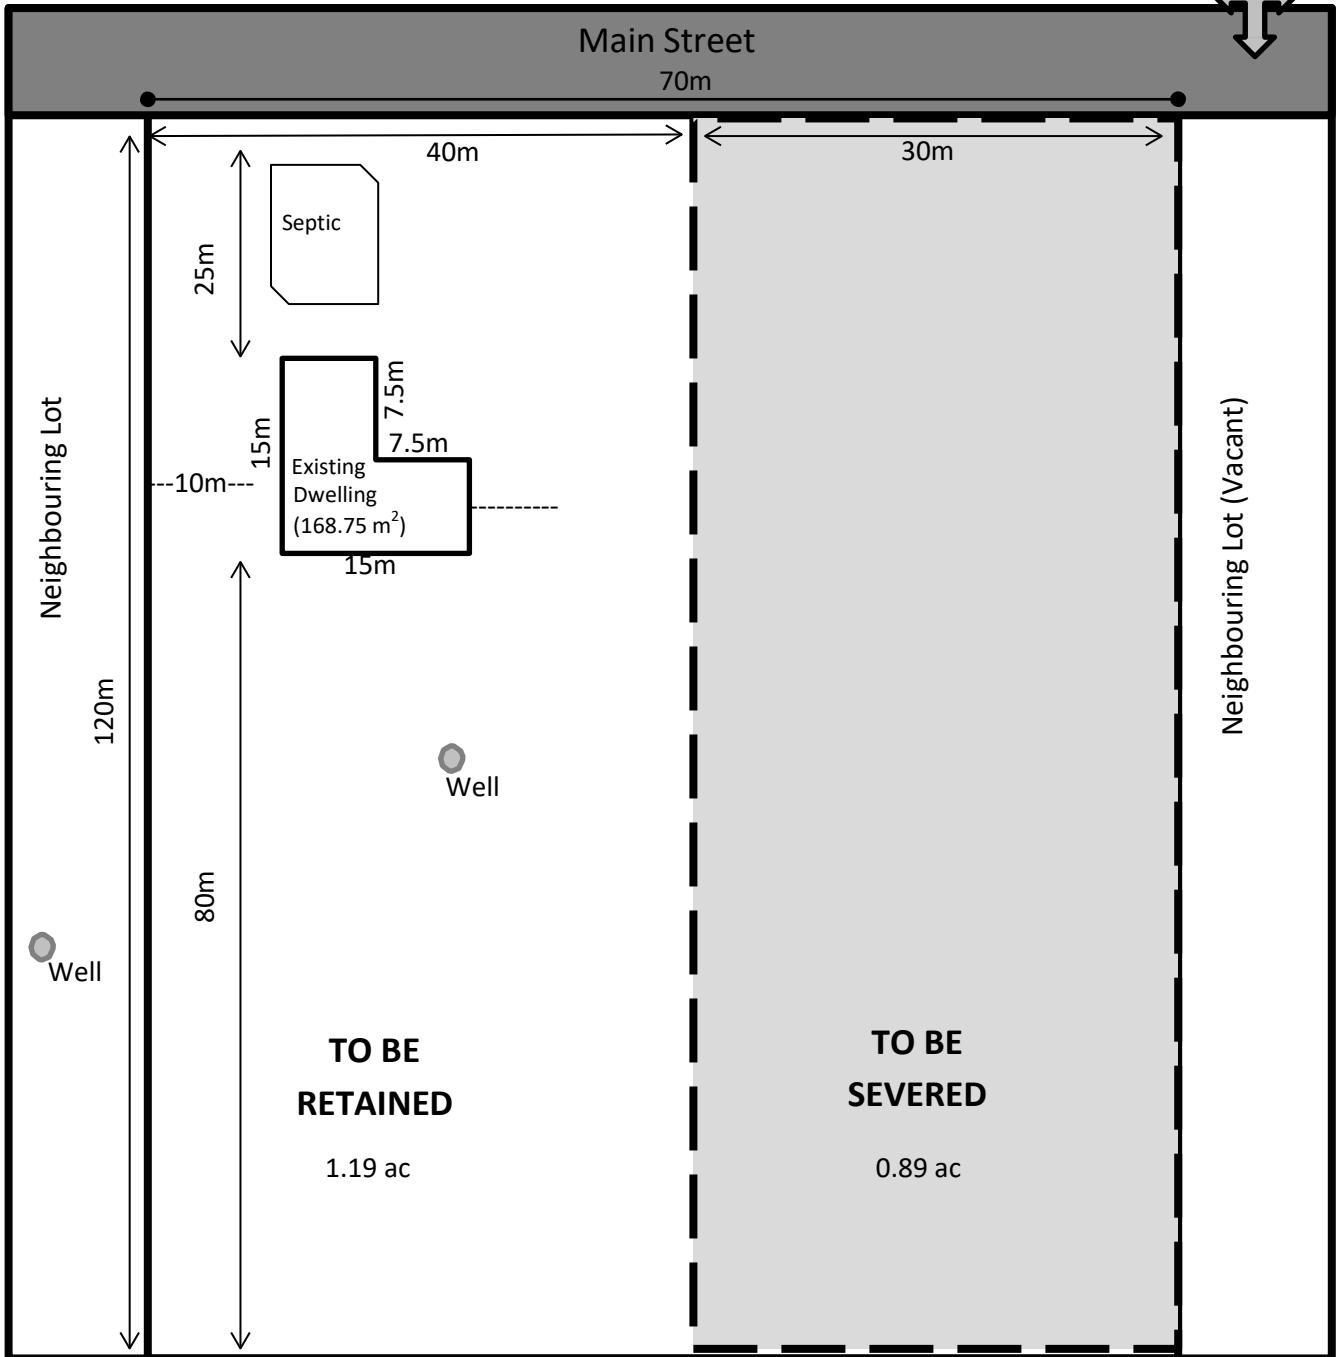 Main Street
70m
40m
30m
Septic
25m
7.5m
7.5m
15m
Existing
Dwelling
(168.75 m²)
---10m---
15m
Neighbouring Lot
Neighbouring Lot (Vacant)
120m
Well
80m
Well
TO BE
RETAINED
1.19 ac
TO BE
SEVERED
0.89 ac